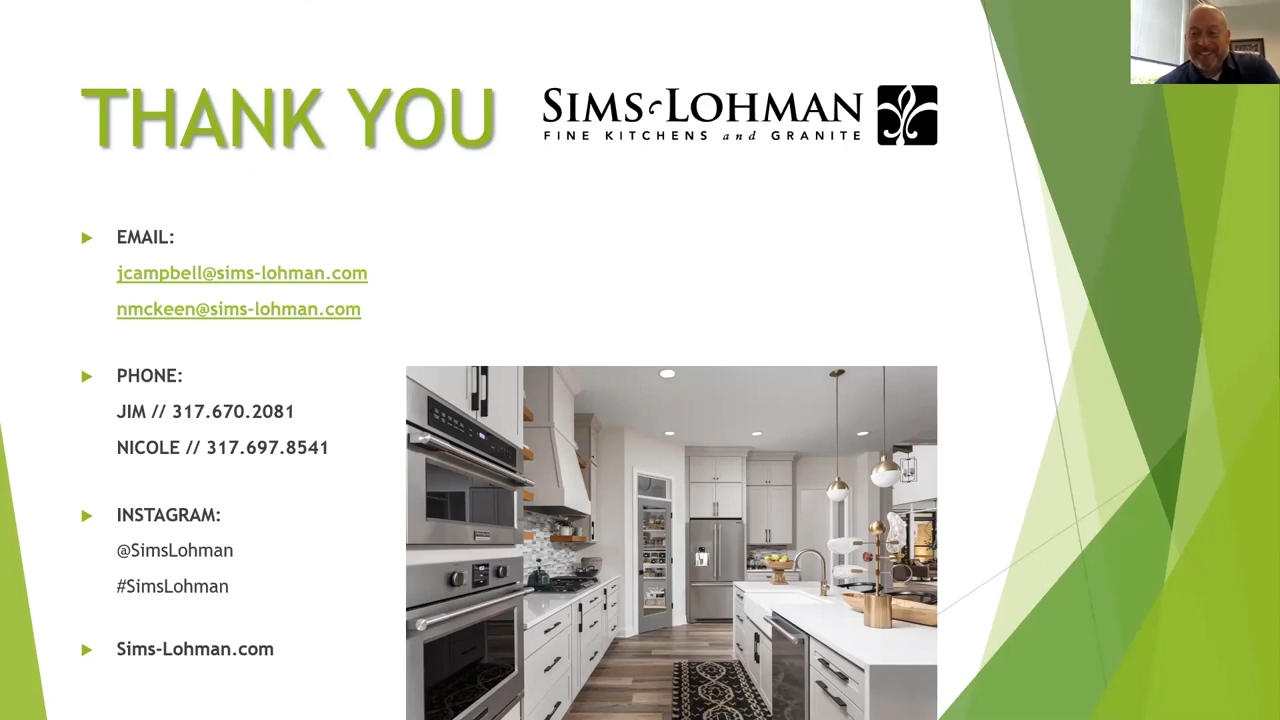 THANK YOU
SIMS-LOHMAN
FINE KITCHENS and GRANITE
EMAIL:
jcampbell@sims-lohman.com
nmckeen@sims-lohman.com
PHONE:
JIM // 317.670.2081
NICOLE // 317.697.8541
INSTAGRAM:
@SimsLohman
#SimsLohman
Sims-Lohman.com